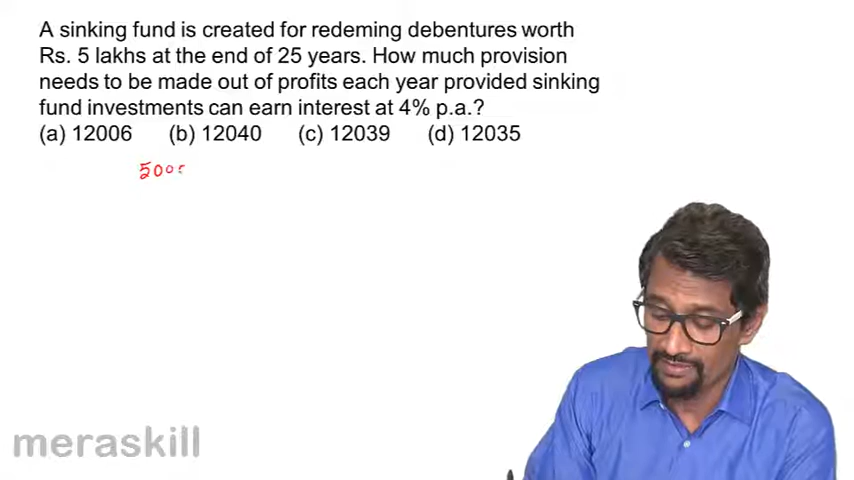 A sinking fund is created for redeming debentures worth
Rs. 5 lakhs at the end of 25 years. How much provision
needs to be made out of profits each year provided sinking
fund investments can earn interest at 4% p.a.?
(a) 12006 (b) 12040 (c) 12039 (d) 12035
5000
meraskill